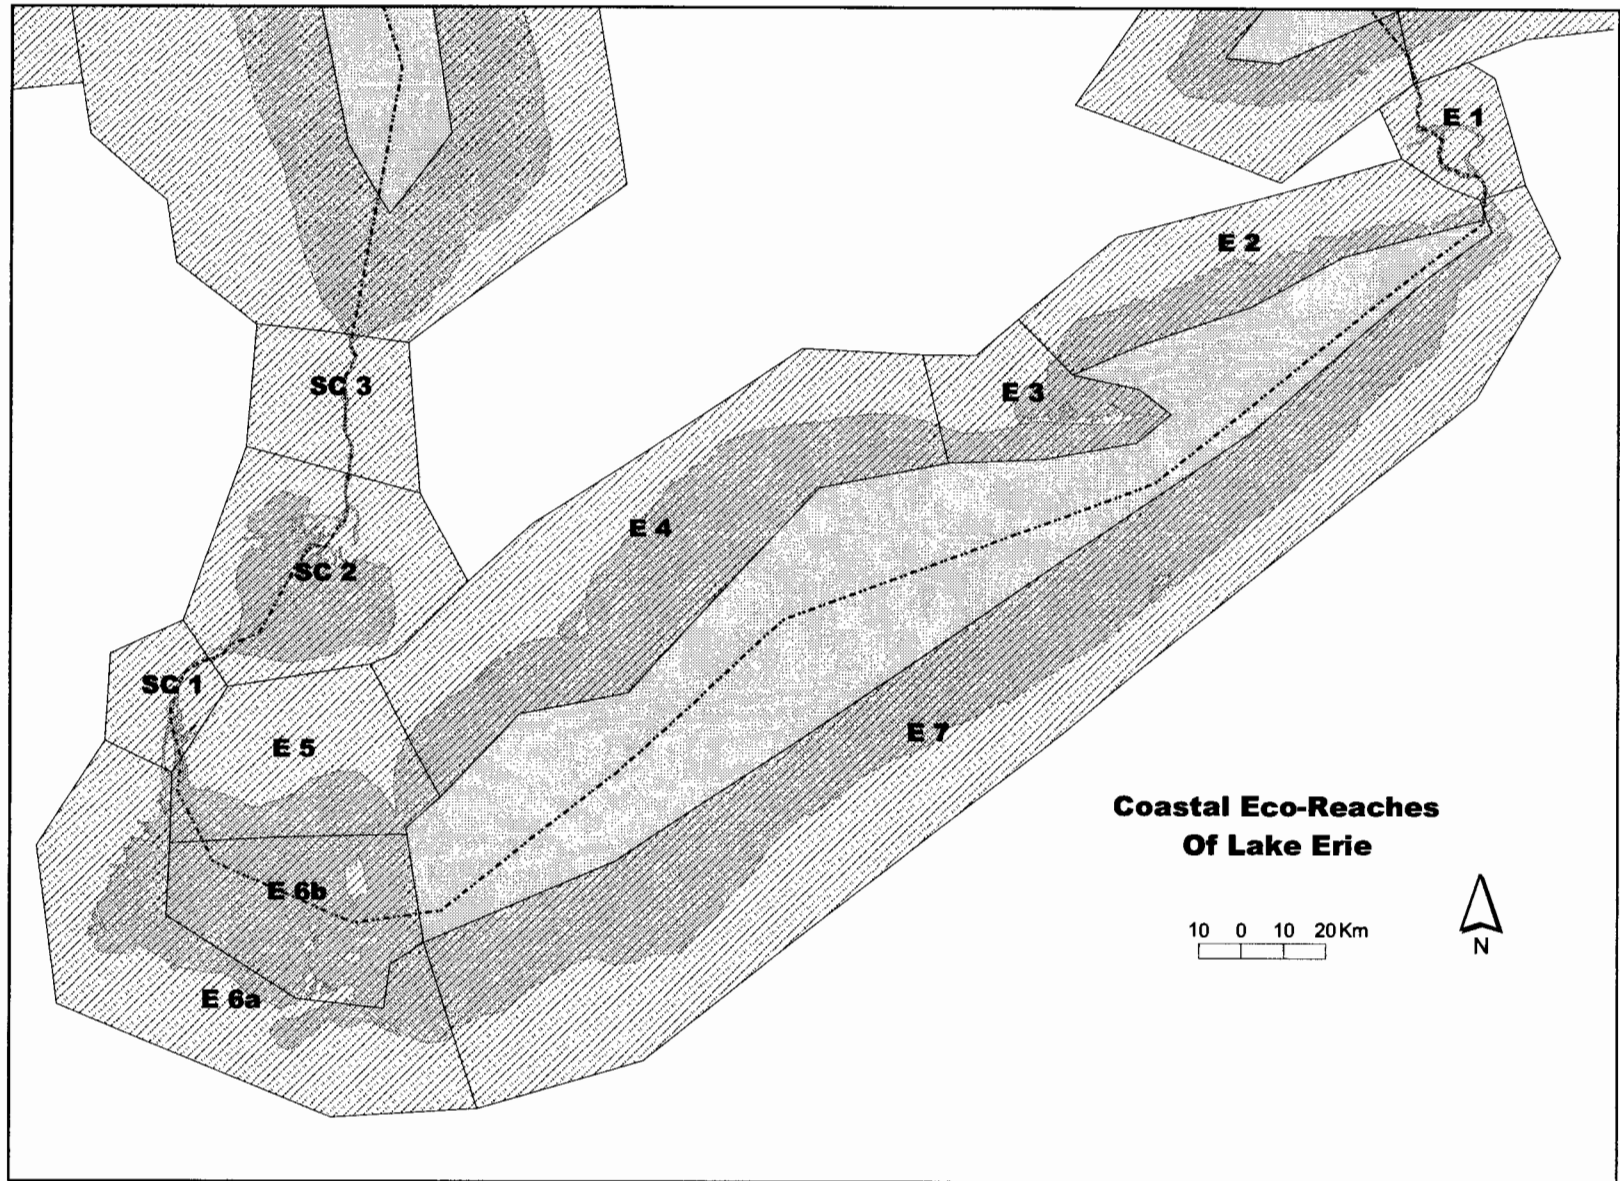 E 1
E 2
SC 3
E 3
E 4
SC 2
SC 1
E 5
E 7
Coastal Eco-Reaches
Of Lake Erie
E 6b
10 0 10 20 Km
N
E 6a